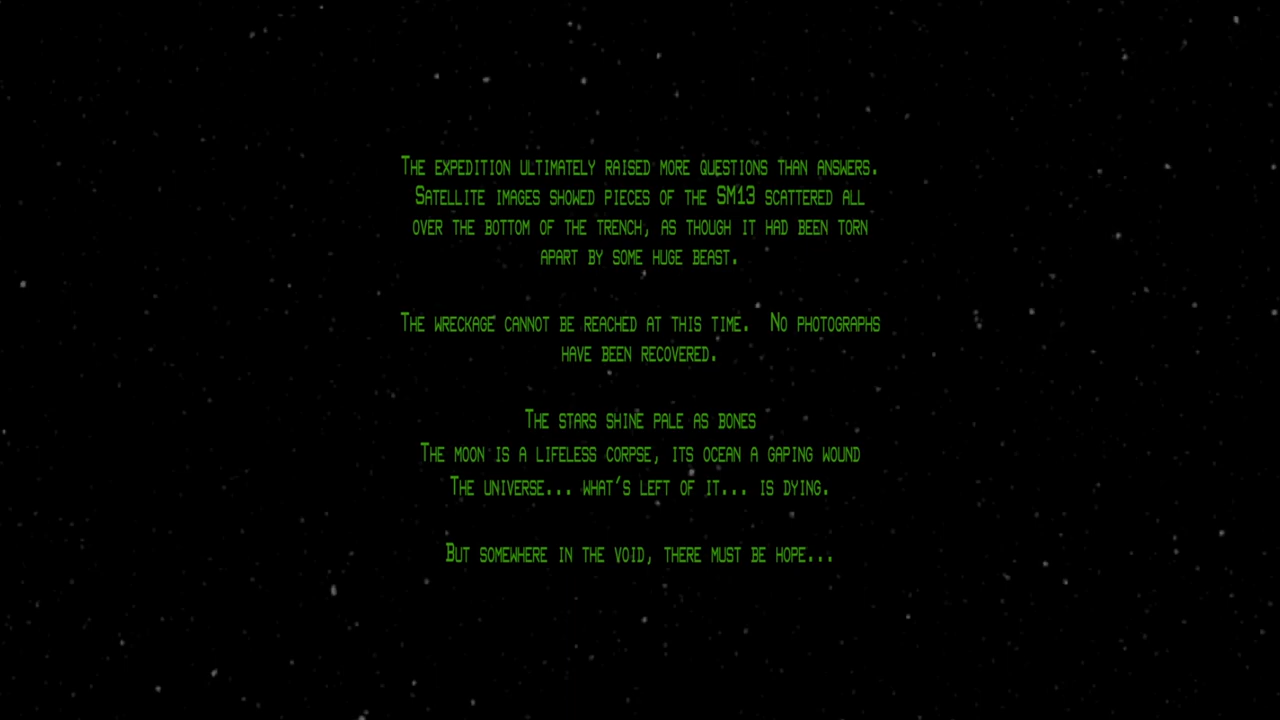 The expedition ultimately raised more questions than answers.
Satellite images showed pieces of the SM13 scattered all
over the bottom of the trench, as though it had been torn
apart by some huge beast.
The wreckage cannot be reached at this time.  No photographs
have been recovered.
The stars shine pale as bones
The moon is a lifeless corpse, its ocean a gaping wound
The universe... what's left of it... is dying.
But somewhere in the void, there must be hope...